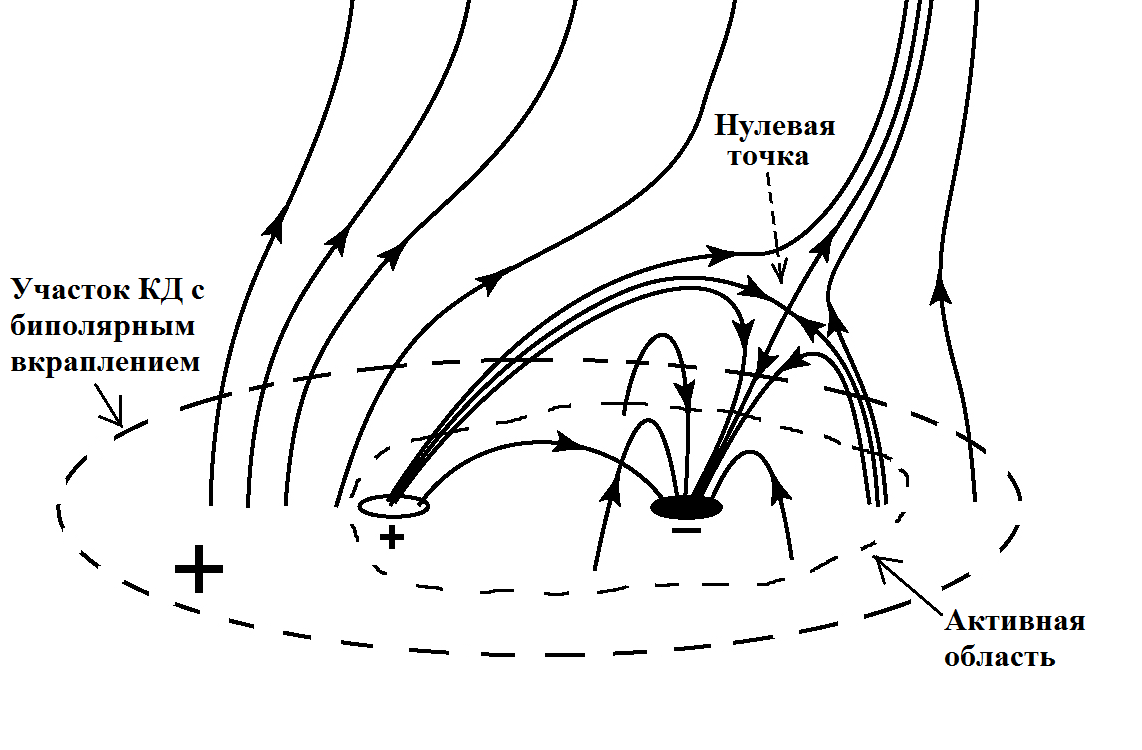 Нулевая
точка
Участок КД с
биполярным
вкраплением
+
−
+
Активная
область